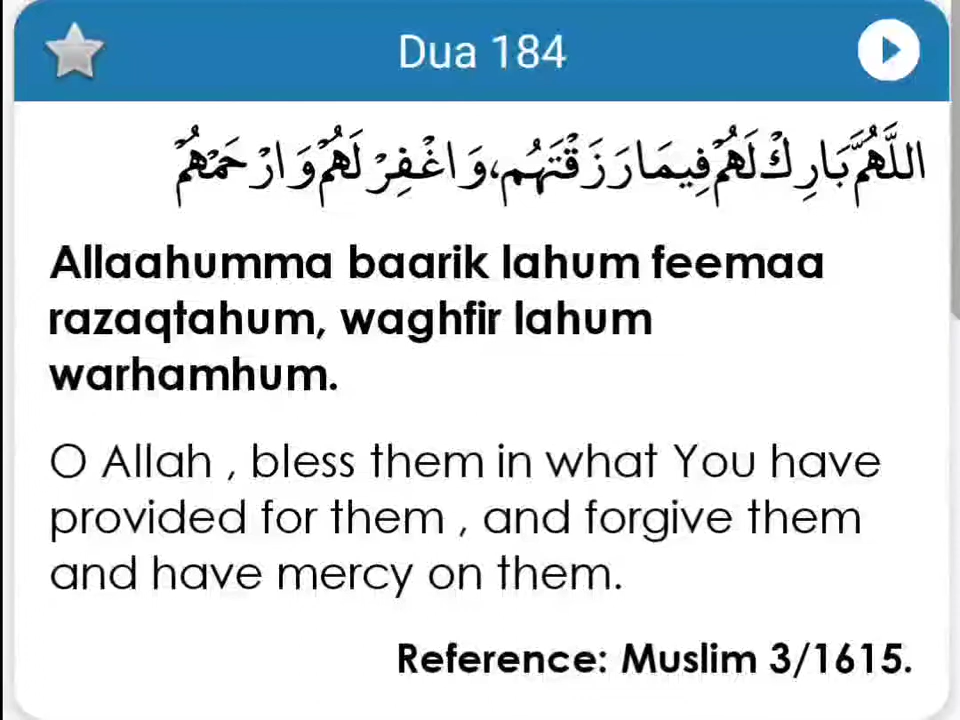 Dua 184
اللَّهُمَّ بَارِكْ لَهُمْ فِيمَا رَزَقْتَهُم، وَاغْفِرْ لَهُمْ وَارْحَمْهُمْ
Allaahumma baarik lahum feemaa
razaqtahum, waghfir lahum
warhamhum.
O Allah , bless them in what You have
provided for them , and forgive them
and have mercy on them.
Reference: Muslim 3/1615.